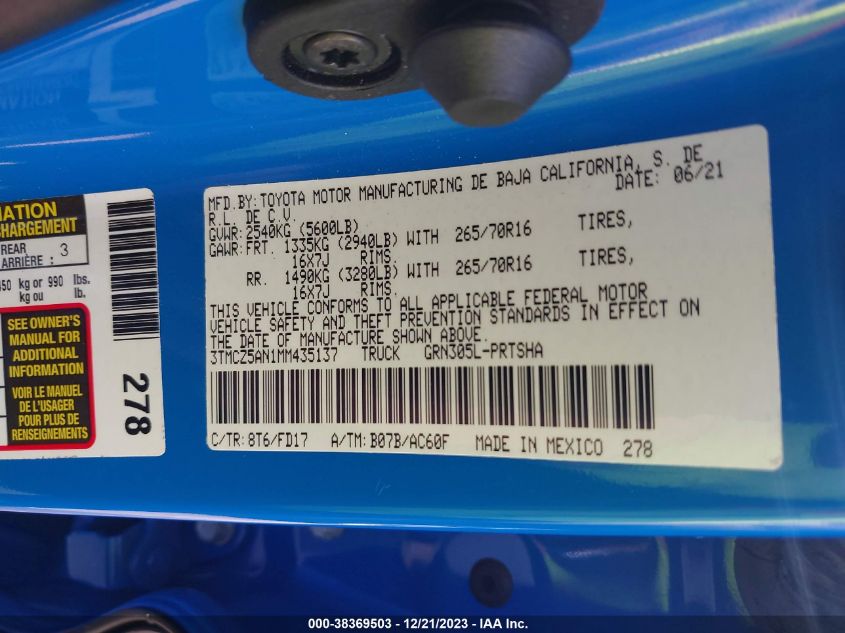 NATION
CHARGEMENT
REAR
ARRIÈRE : 3
450 kg or 990 lbs.
kg ou lb.
SEE OWNER'S
MANUAL FOR
ADDITIONAL
INFORMATION
VOIR LE MANUEL
DE L'USAGER
POUR PLUS DE
RENSEIGNEMENTS
278
MFD.BY:TOYOTA MOTOR MANUFACTURING DE BAJA CALIFORNIA, S. DE
R.L. DE C.V. DATE: 06/21
GVWR:2540KG (5600LB)
GAWR:FRT. 1335KG (2940LB) WITH 265/70R16 TIRES,
16X7J RIMS.
RR. 1490KG (3280LB) WITH 265/70R16 TIRES,
16X7J RIMS.
THIS VEHICLE CONFORMS TO ALL APPLICABLE FEDERAL MOTOR
VEHICLE SAFETY AND THEFT PREVENTION STANDARDS IN EFFECT ON
THE DATE OF MANUFACTURE SHOWN ABOVE.
3TMCZ5AN1MM435137 TRUCK GRN305L-PRTSHA
C/TR: 8T6/FD17 A/TM: B07B/AC60F MADE IN MEXICO 278
000-38369503 - 12/21/2023 - IAA Inc.